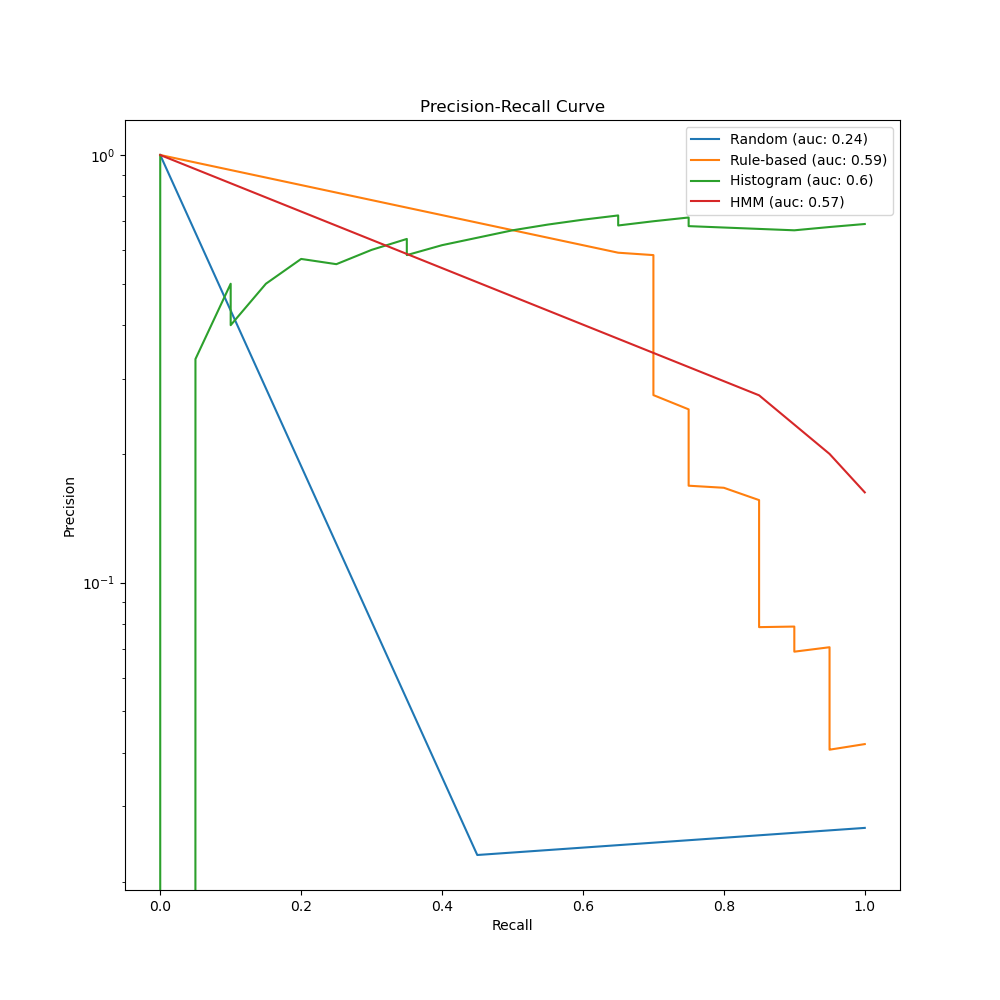 Precision-Recall Curve
Random (auc: 0.24)
Rule-based (auc: 0.59)
Histogram (auc: 0.6)
HMM (auc: 0.57)
Precision
10⁰
10⁻¹
0.0 0.2 0.4 0.6 0.8 1.0
Recall